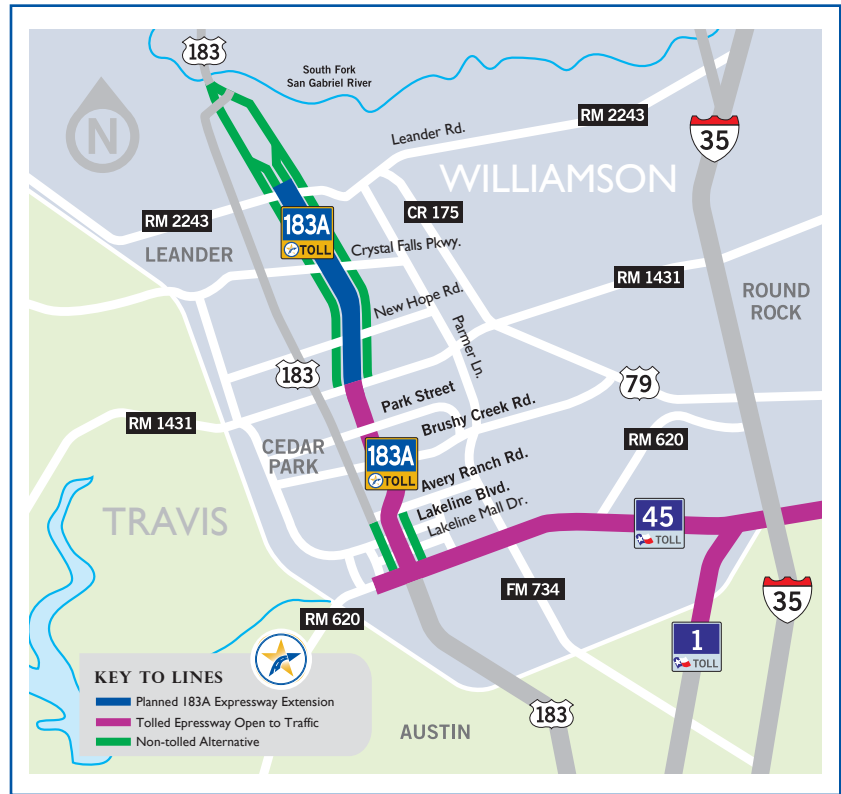 183
South Fork
San Gabriel River
N
RM 2243
Leander Rd.
35
WILLIAMSON
CR 175
RM 2243
183A
TOLL
LEANDER
Crystal Falls Pkwy.
RM 1431
New Hope Rd.
ROUND
ROCK
Parmer Ln.
183
79
Park Street
RM 1431
Brushy Creek Rd.
RM 620
CEDAR
PARK
183A
TOLL
Avery Ranch Rd.
Lakeline Blvd.
Lakeline Mall Dr.
TRAVIS
45
TOLL
FM 734
35
RM 620
1
TOLL
KEY TO LINES
Planned 183A Expressway Extension
Tolled Epressway Open to Traffic
Non-tolled Alternative
183
AUSTIN